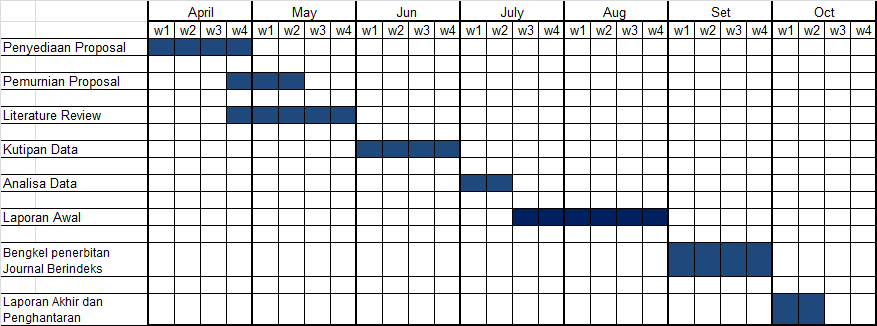 April May Jun July Aug Set Oct
w1 w2 w3 w4 w1 w2 w3 w4 w1 w2 w3 w4 w1 w2 w3 w4 w1 w2 w3 w4 w1 w2 w3 w4 w1 w2 w3 w4
Penyediaan Proposal
Pemurnian Proposal
Literature Review
Kutipan Data
Analisa Data
Laporan Awal
Bengkel penerbitan
Journal Berindeks
Laporan Akhir dan
Penghantaran